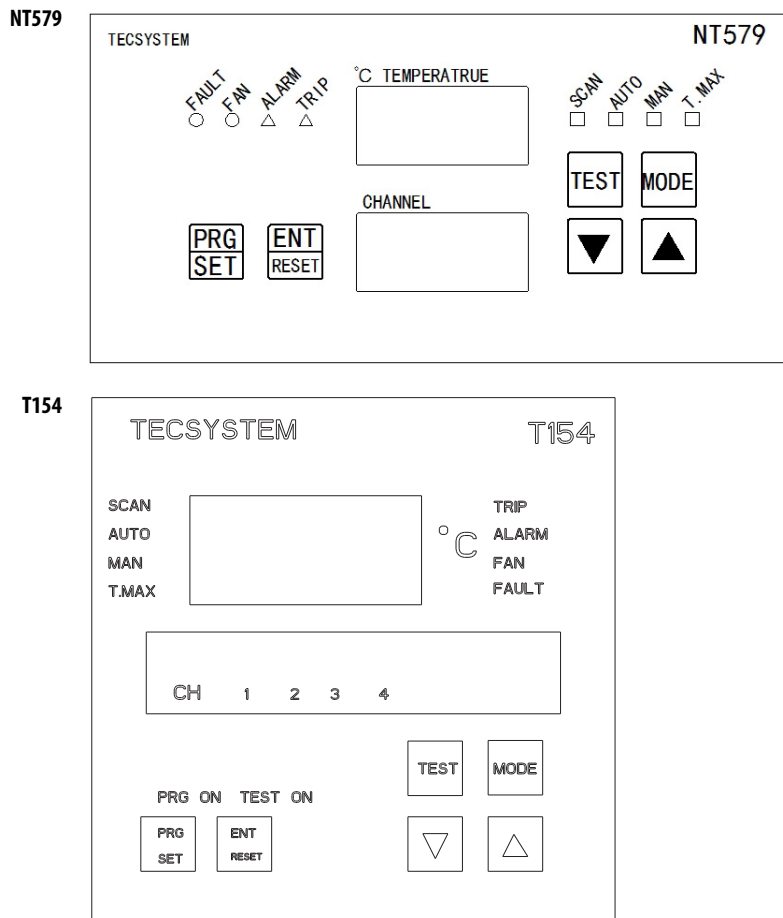 NT579
TECSYSTEM
NT579
FAULT
FAN
ALARM
TRIP
°C TEMPERATRUE
SCAN
AUTO
MAN
T.MAX
TEST
MODE
CHANNEL
PRG
SET
ENT
RESET
T154
TECSYSTEM
T154
SCAN
AUTO
MAN
T.MAX
°C
TRIP
ALARM
FAN
FAULT
CH 1 2 3 4
TEST
MODE
PRG ON TEST ON
PRG
SET
ENT
RESET